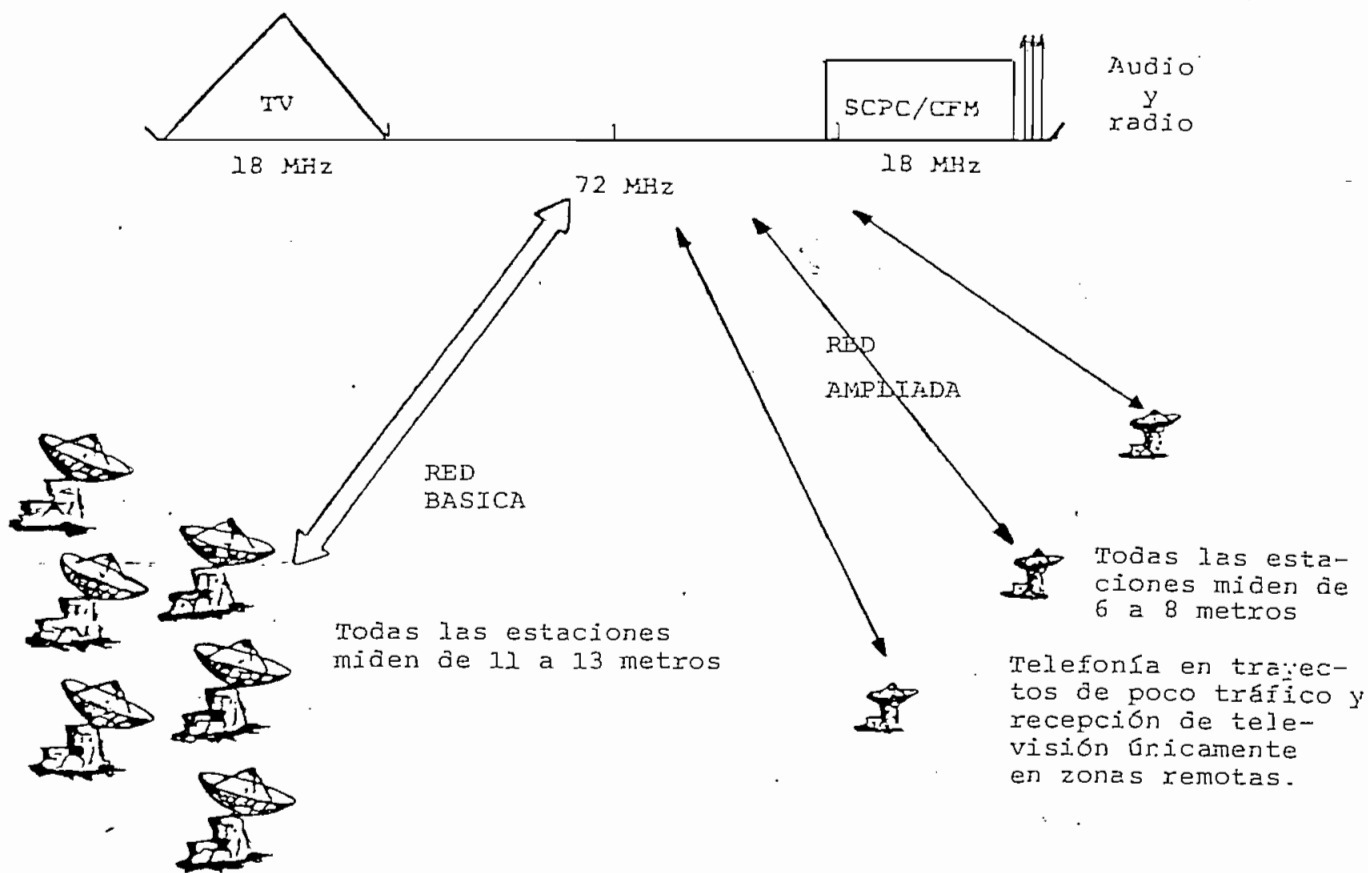 TV
SCPC/CFM
Audio
y
radio
18 MHz
72 MHz
18 MHz
RED
AMPLIADA
RED
BASICA
Todas las estaciones
miden de 11 a 13 metros
Todas las esta-
ciones miden de
6 a 8 metros
Telefonía en trayec-
tos de poco tráfico y
recepción de tele-
visión únicamente
en zonas remotas.